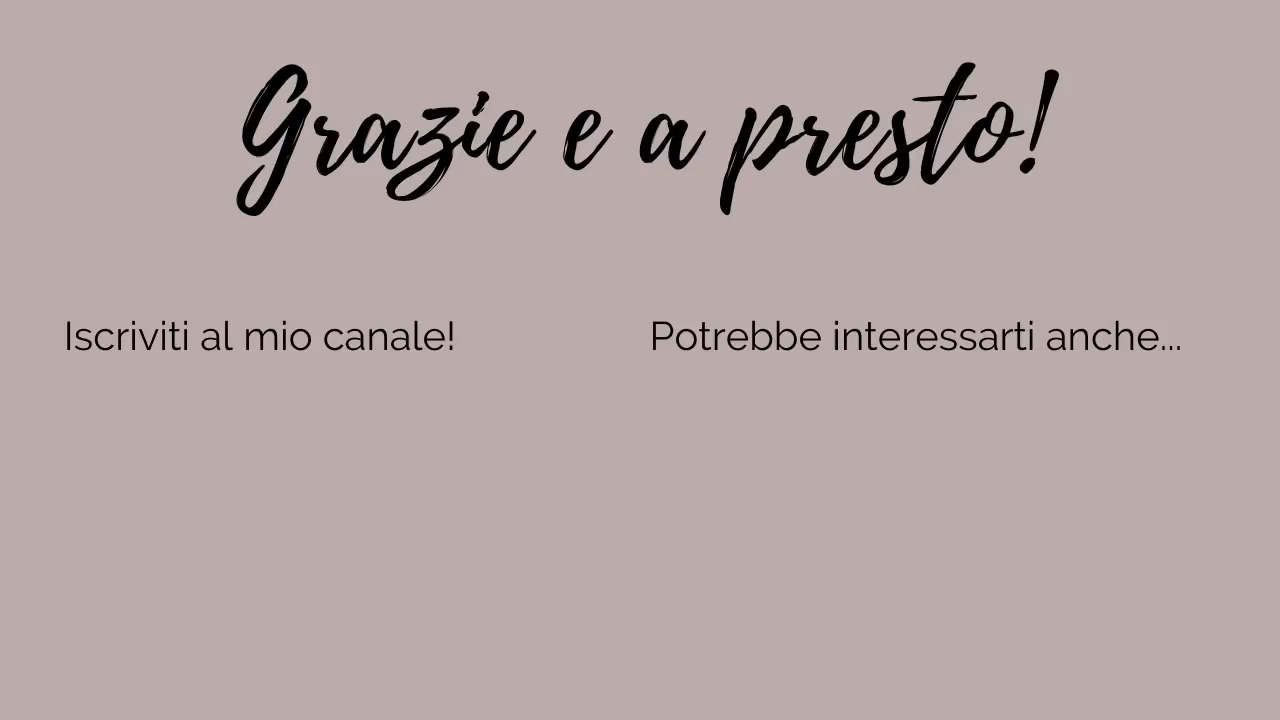 Grazie e a presto!
Iscriviti al mio canale!
Potrebbe interessarti anche...